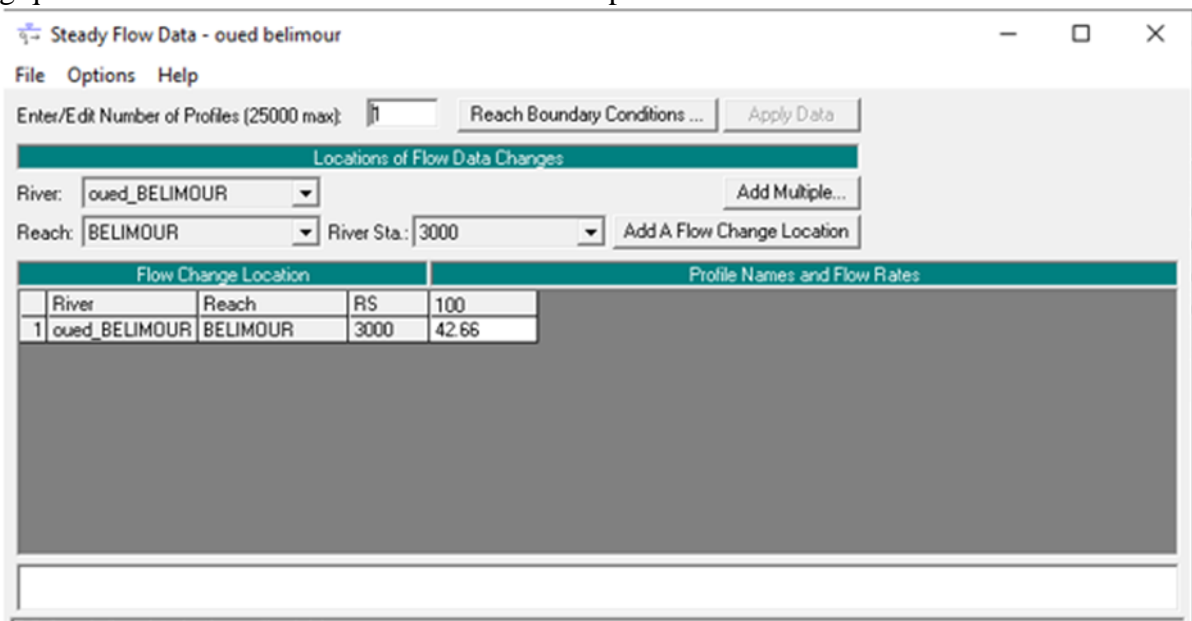 Steady Flow Data - oued belimour
File Options Help
Enter/Edit Number of Profiles (25000 max): 1 Reach Boundary Conditions ... Apply Data
Locations of Flow Data Changes
River: oued_BELIMOUR Add Multiple...
Reach: BELIMOUR River Sta.: 3000 Add A Flow Change Location
Flow Change Location Profile Names and Flow Rates
River Reach RS 100
1 oued_BELIMOUR BELIMOUR 3000 42.66